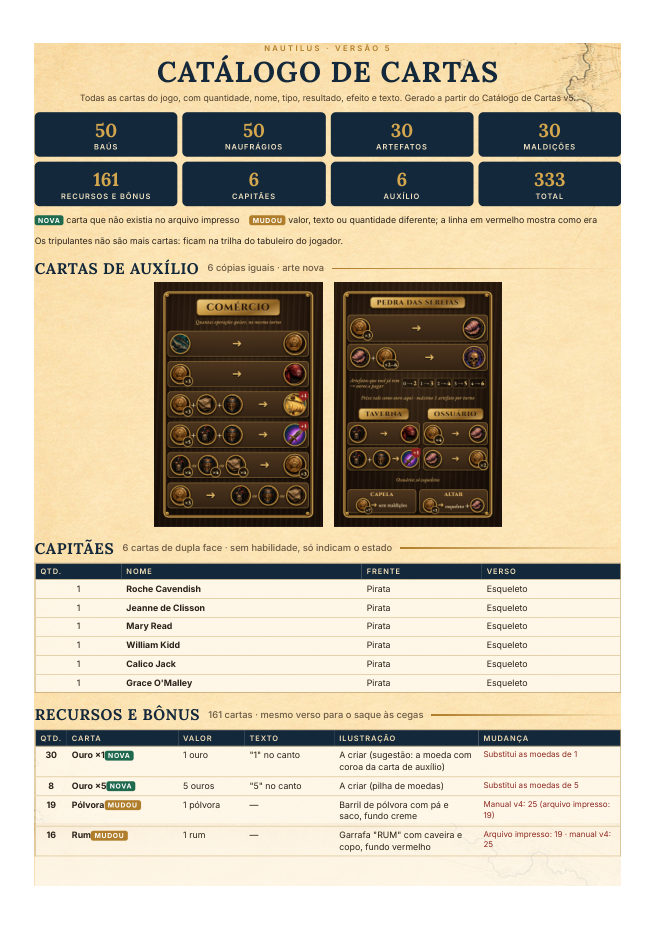 NAUTILUS · VERSÃO 5
CATÁLOGO DE CARTAS
Todas as cartas do jogo, com quantidade, nome, tipo, resultado, efeito e texto. Gerado a partir do Catálogo de Cartas v5.
50 50 30 30
BAÚS NAUFRÁGIOS ARTEFATOS MALDIÇÕES
161 6 6 333
RECURSOS E BÔNUS CAPITÃES AUXÍLIO TOTAL
NOVA carta que não existia no arquivo impresso MUDOU valor, texto ou quantidade diferente; a linha em vermelho mostra como era
Os tripulantes não são mais cartas: ficam na trilha do tabuleiro do jogador.
CARTAS DE AUXÍLIO 6 cópias iguais · arte nova
COMÉRCIO
Quantas operações quiser, no mesmo turno
PEDRA DAS SEREIAS
TAVERNA OSSUÁRIO
CAPELA ALTAR
CAPITÃES 6 cartas de dupla face · sem habilidade, só indicam o estado
QTD. NOME FRENTE VERSO
1 Roche Cavendish Pirata Esqueleto
1 Jeanne de Clisson Pirata Esqueleto
1 Mary Read Pirata Esqueleto
1 William Kidd Pirata Esqueleto
1 Calico Jack Pirata Esqueleto
1 Grace O'Malley Pirata Esqueleto
RECURSOS E BÔNUS 161 cartas · mesmo verso para o saque às cegas
QTD. CARTA VALOR TEXTO ILUSTRAÇÃO MUDANÇA
30 Ouro ×1 NOVA 1 ouro "1" no canto A criar (sugestão: a moeda com Substitui as moedas de 1
coroa da carta de auxílio)
8 Ouro ×5 NOVA 5 ouros "5" no canto A criar (pilha de moedas) Substitui as moedas de 5
19 Pólvora MUDOU 1 pólvora — Barril de pólvora com pá e Manual v4: 25 (arquivo impresso:
saco, fundo creme 19)
16 Rum MUDOU 1 rum — Garrafa "RUM" com caveira e Arquivo impresso: 19 · manual v4:
copo, fundo vermelho 25